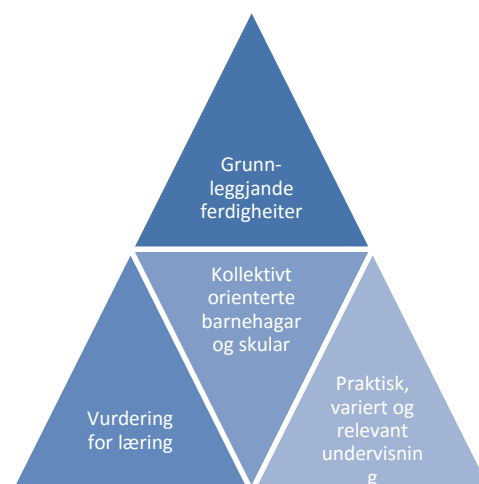 Grunn-
leggjande
ferdigheiter
Kollektivt
orienterte
barnehagar
og skular
Vurdering
for læring
Praktisk,
variert og
relevant
undervisnin
g